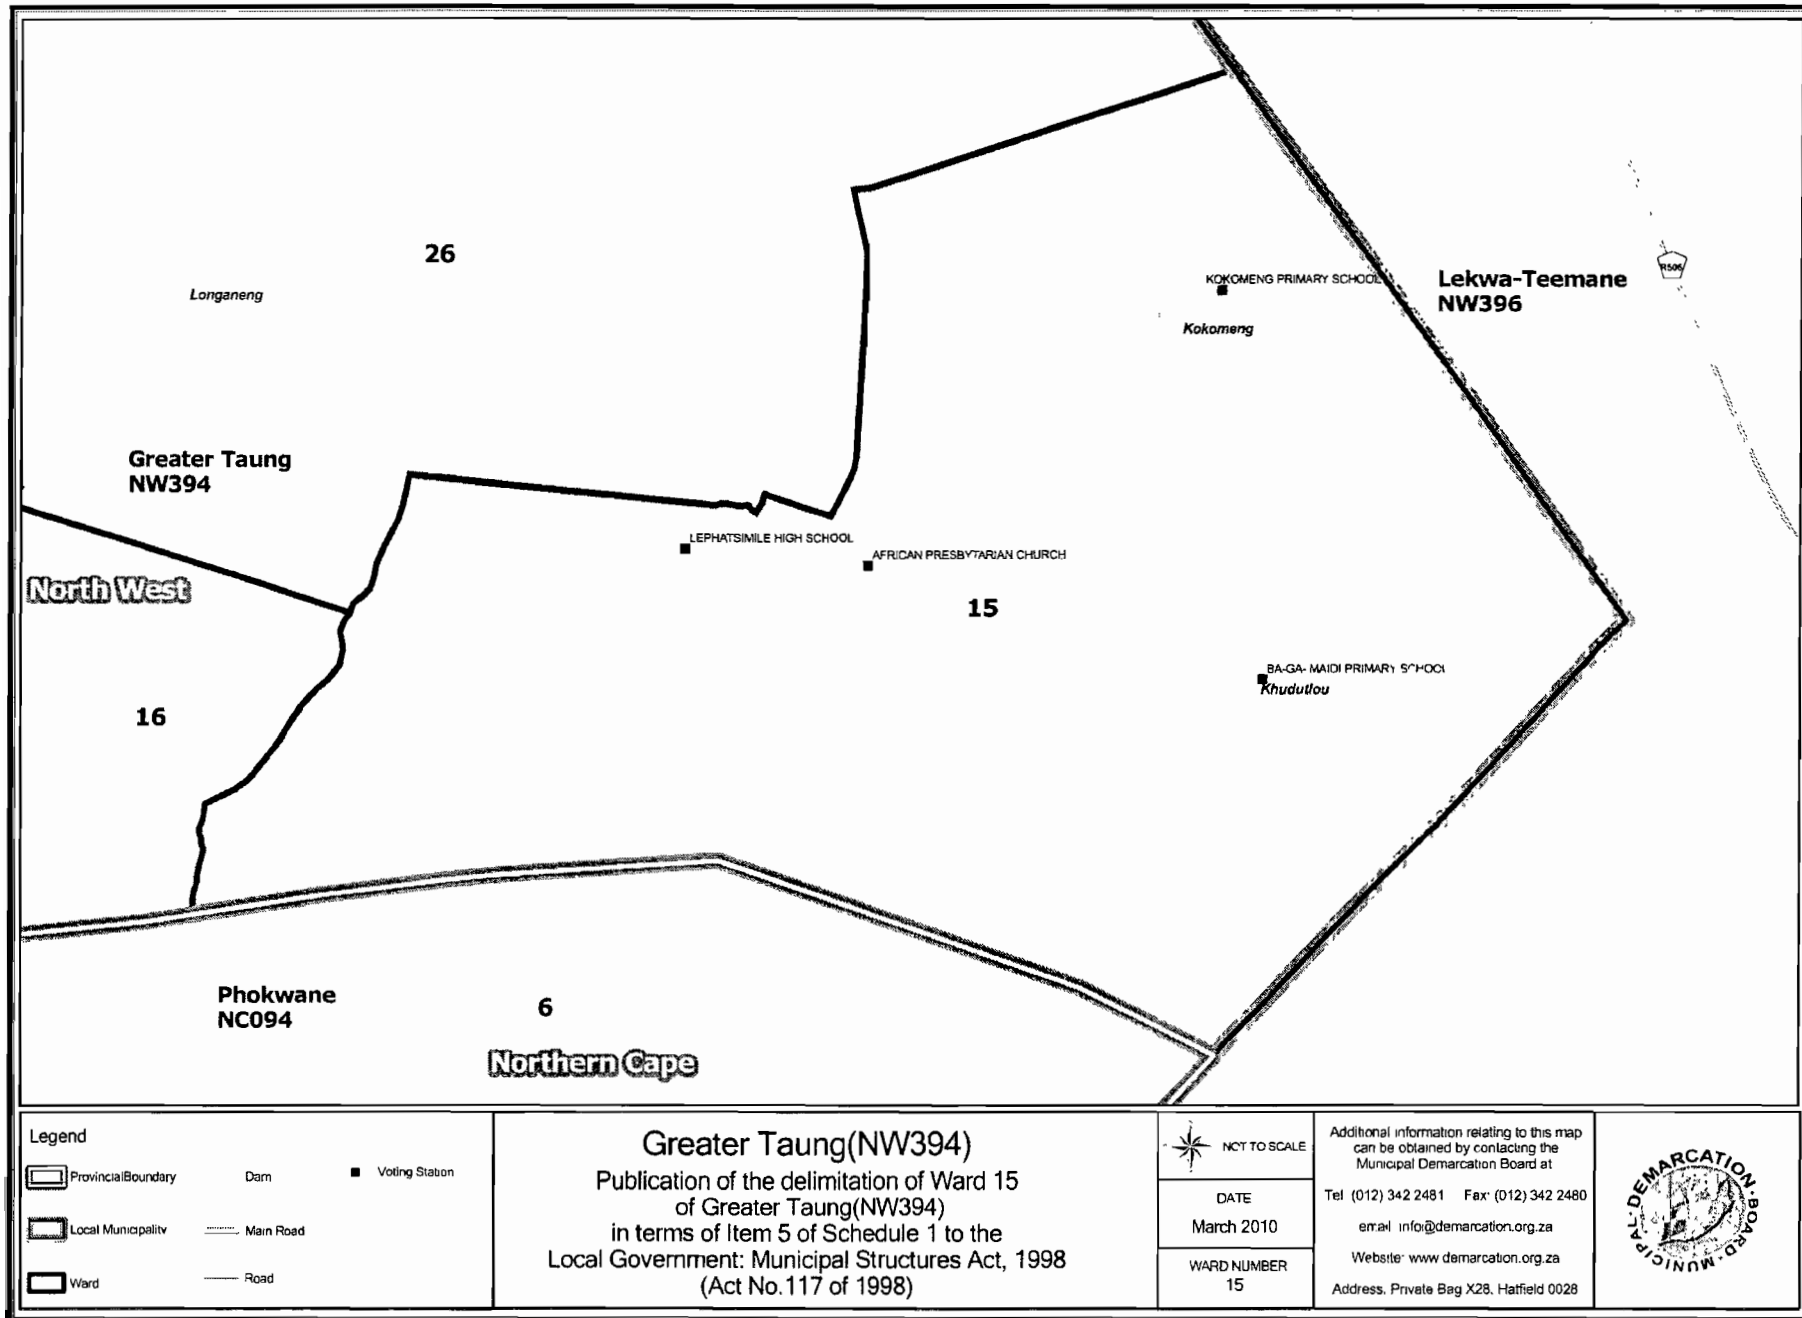 26
Longaneng
KOKOMENG PRIMARY SCHOOL
Kokomeng
Lekwa-Teemane
NW396
R506
Greater Taung
NW394
LEPHATSIMILE HIGH SCHOOL
AFRICAN PRESBYTARIAN CHURCH
North West
15
BA-GA- MAIDI PRIMARY SCHOOL
Khudutlou
16
Phokwane
NC094
6
Northern Cape
Legend
ProvincialBoundary
Dam
Voting Station
Local Municipality
Main Road
Ward
Road
Greater Taung(NW394)
Publication of the delimitation of Ward 15
of Greater Taung(NW394)
in terms of Item 5 of Schedule 1 to the
Local Government: Municipal Structures Act, 1998
(Act No.117 of 1998)
NOT TO SCALE
DATE
March 2010
WARD NUMBER
15
Additional information relating to this map
can be obtained by contacting the
Municipal Demarcation Board at
Tel (012) 342 2481 Fax: (012) 342 2480
email info@demarcation.org.za
Website: www demarcation.org.za
Address. Private Bag X28. Hatfield 0028
MUNICIPAL · DEMARCATION · BOARD